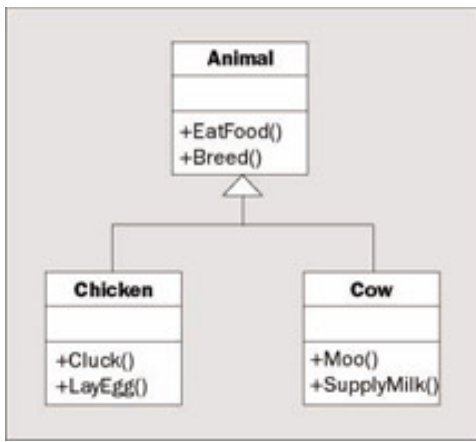 Animal
+EatFood()
+Breed()
Chicken
+Cluck()
+LayEgg()
Cow
+Moo()
+SupplyMilk()